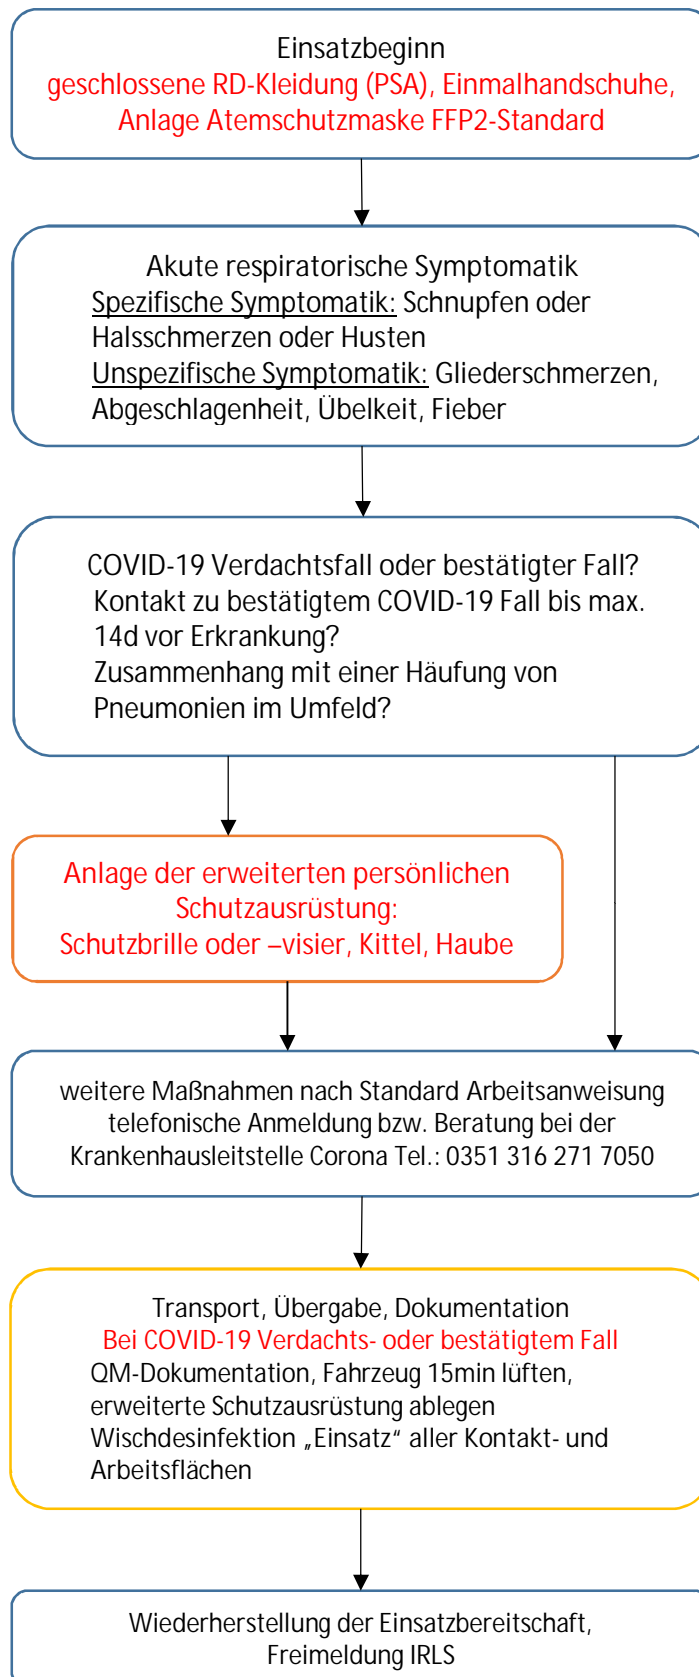 Einsatzbeginn
geschlossene RD-Kleidung (PSA), Einmalhandschuhe,
Anlage Atemschutzmaske FFP2-Standard
Akute respiratorische Symptomatik
Spezifische Symptomatik: Schnupfen oder
Halsschmerzen oder Husten
Unspezifische Symptomatik: Gliederschmerzen,
Abgeschlagenheit, Übelkeit, Fieber
COVID-19 Verdachtsfall oder bestätigter Fall?
Kontakt zu bestätigtem COVID-19 Fall bis max.
14d vor Erkrankung?
Zusammenhang mit einer Häufung von
Pneumonien im Umfeld?
Anlage der erweiterten persönlichen
Schutzausrüstung:
Schutzbrille oder –visier, Kittel, Haube
weitere Maßnahmen nach Standard Arbeitsanweisung
telefonische Anmeldung bzw. Beratung bei der
Krankenhausleitstelle Corona Tel.: 0351 316 271 7050
Transport, Übergabe, Dokumentation
Bei COVID-19 Verdachts- oder bestätigtem Fall
QM-Dokumentation, Fahrzeug 15min lüften,
erweiterte Schutzausrüstung ablegen
Wischdesinfektion „Einsatz“ aller Kontakt- und
Arbeitsflächen
Wiederherstellung der Einsatzbereitschaft,
Freimeldung IRLS